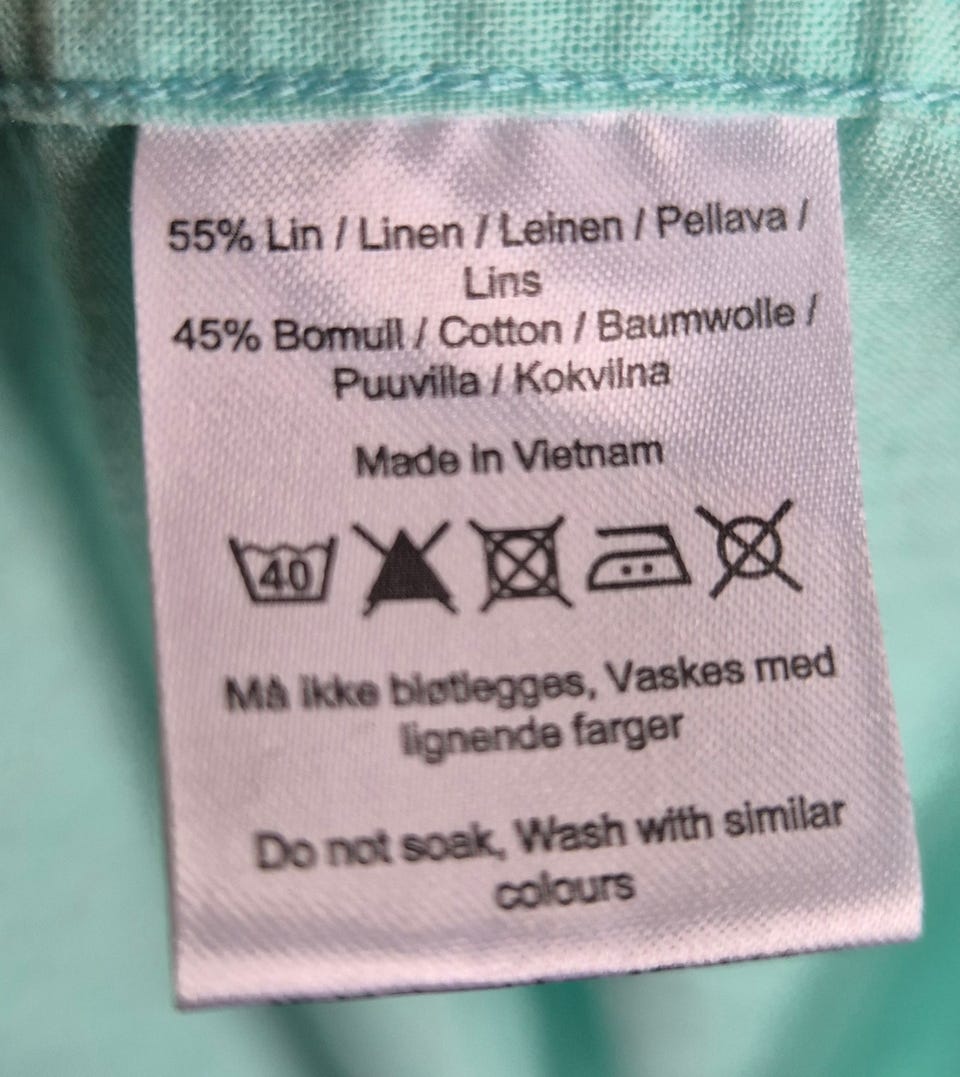 55% Lin / Linen / Leinen / Pellava /
Lins
45% Bomull / Cotton / Baumwolle /
Puuvilla / Kokvilna
Made in Vietnam
40
Må ikke bløtlegges, Vaskes med
lignende farger
Do not soak, Wash with similar
colours